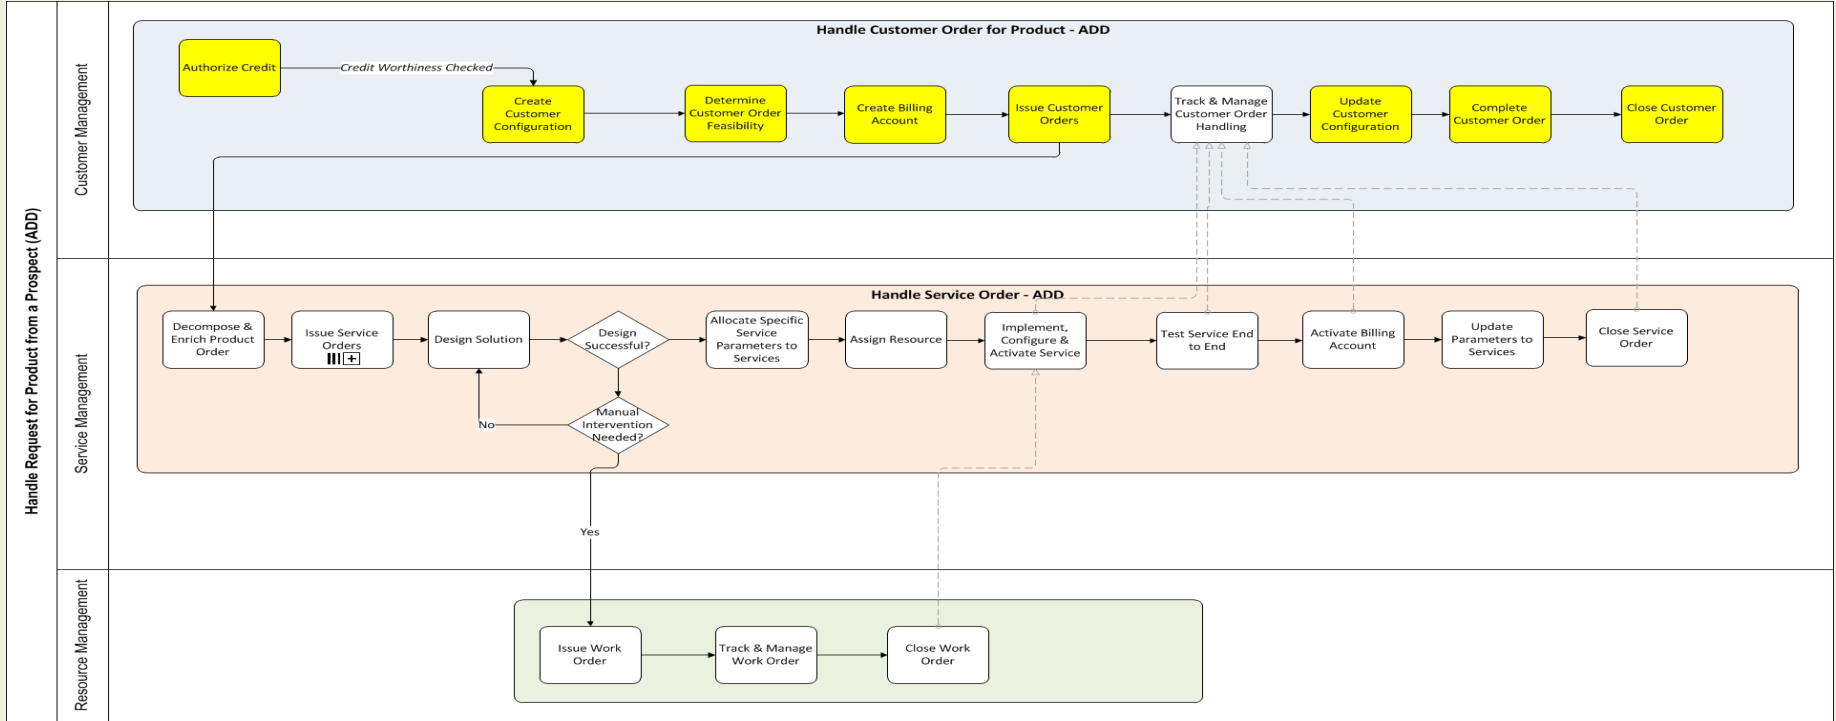 Handle Request for Product from a Prospect (ADD)
Customer Management
Handle Customer Order for Product - ADD
Authorize Credit
Credit Worthiness Checked
Create
Customer
Configuration
Determine
Customer Order
Feasibility
Create Billing
Account
Issue Customer
Orders
Track & Manage
Customer Order
Handling
Update
Customer
Configuration
Complete
Customer Order
Close Customer
Order
Service Management
Handle Service Order - ADD
Decompose &
Enrich Product
Order
Issue Service
Orders
Design Solution
Design
Successful?
Allocate Specific
Service
Parameters to
Services
Assign Resource
Implement,
Configure &
Activate Service
Test Service End
to End
Activate Billing
Account
Update
Parameters to
Services
Close Service
Order
Manual
Intervention
Needed?
No
Yes
Resource Management
Issue Work
Order
Track & Manage
Work Order
Close Work
Order